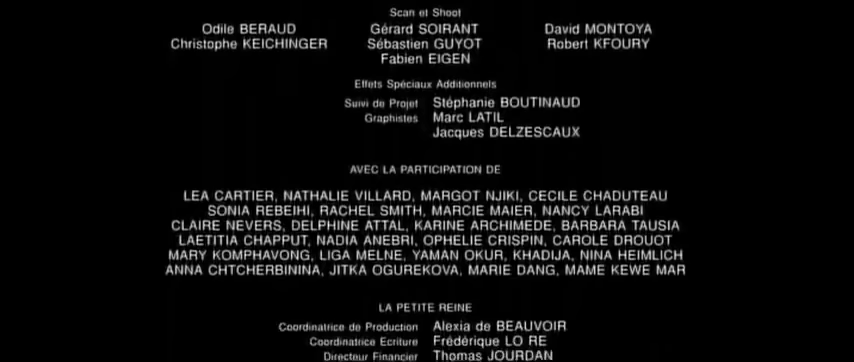 Scan et Shoot
Odile BERAUD Gérard SOIRANT David MONTOYA
Christophe KEICHINGER Sébastien GUYOT Robert KFOURY
Fabien EIGEN
Effets Spéciaux Additionnels
Suivi de Projet Stéphanie BOUTINAUD
Graphistes Marc LATIL
Jacques DELZESCAUX
AVEC LA PARTICIPATION DE
LEA CARTIER, NATHALIE VILLARD, MARGOT NJIKI, CECILE CHADUTEAU
SONIA REBEIHI, RACHEL SMITH, MARCIE MAIER, NANCY LARABI
CLAIRE NEVERS, DELPHINE ATTAL, KARINE ARCHIMEDE, BARBARA TAUSIA
LAETITIA CHAPPUT, NADIA ANEBRI, OPHELIE CRISPIN, CAROLE DROUOT
MARY KOMPHAVONG, LIGA MELNE, YAMAN OKUR, KHADIJA, NINA HEIMLICH
ANNA CHTCHERBININA, JITKA OGUREKOVA, MARIE DANG, MAME KEWE MAR
LA PETITE REINE
Coordinatrice de Production Alexia de BEAUVOIR
Coordinatrice Ecriture Frédérique LO RE
Directeur Financier Thomas JOURDAN